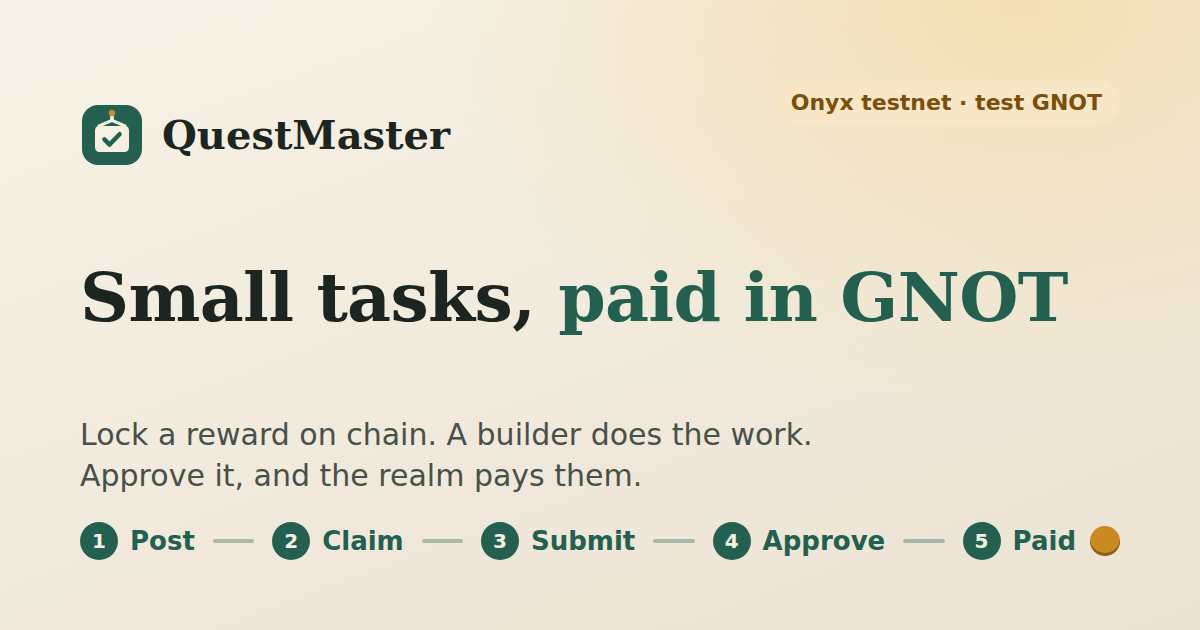 Onyx testnet · test GNOT
QuestMaster
Small tasks, paid in GNOT
Lock a reward on chain. A builder does the work.
Approve it, and the realm pays them.
1 Post 2 Claim 3 Submit 4 Approve 5 Paid